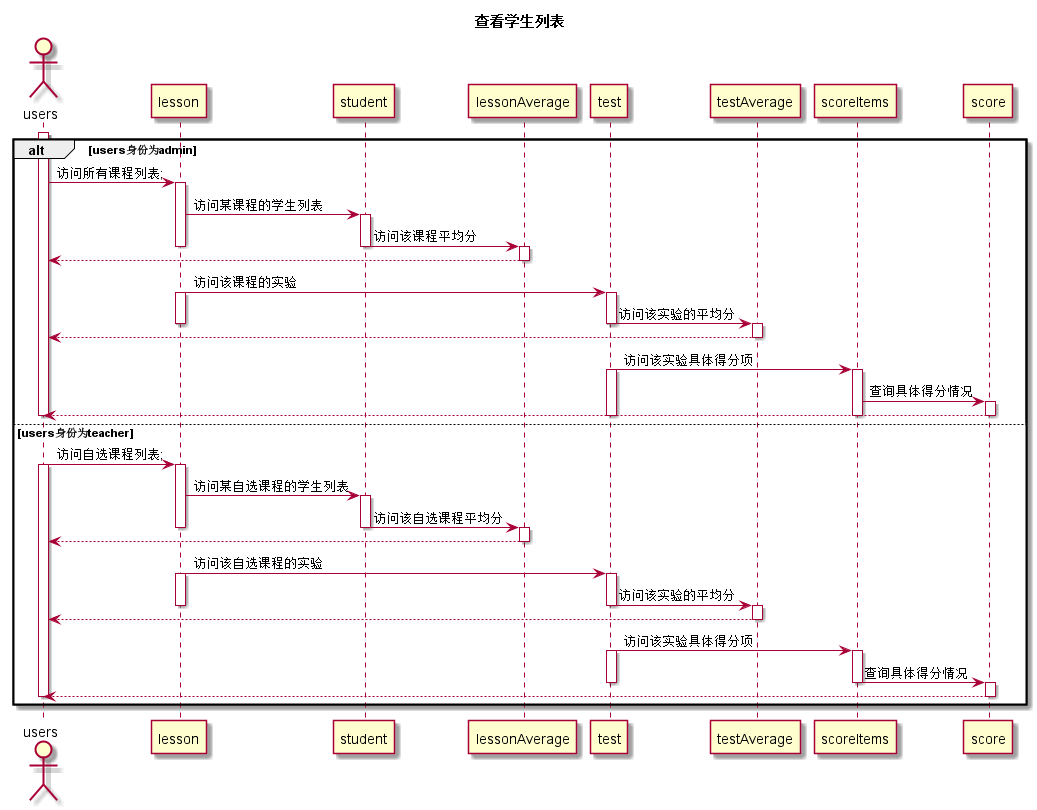 查看学生列表
users
lesson
student
lessonAverage
test
testAverage
scoreItems
score
alt
[users身份为admin]
访问所有课程列表;
访问某课程的学生列表
访问该课程平均分
访问该课程的实验
访问该实验的平均分
访问该实验具体得分项
查询具体得分情况
[users身份为teacher]
访问自选课程列表;
访问某自选课程的学生列表
访问该自选课程平均分
访问该自选课程的实验
访问该实验的平均分
访问该实验具体得分项
查询具体得分情况
users
lesson
student
lessonAverage
test
testAverage
scoreItems
score